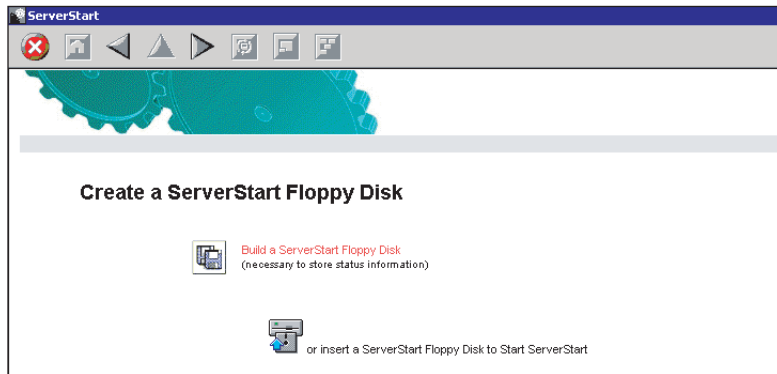 ServerStart
Create a ServerStart Floppy Disk
Build a ServerStart Floppy Disk
(necessary to store status information)
or insert a ServerStart Floppy Disk to Start ServerStart